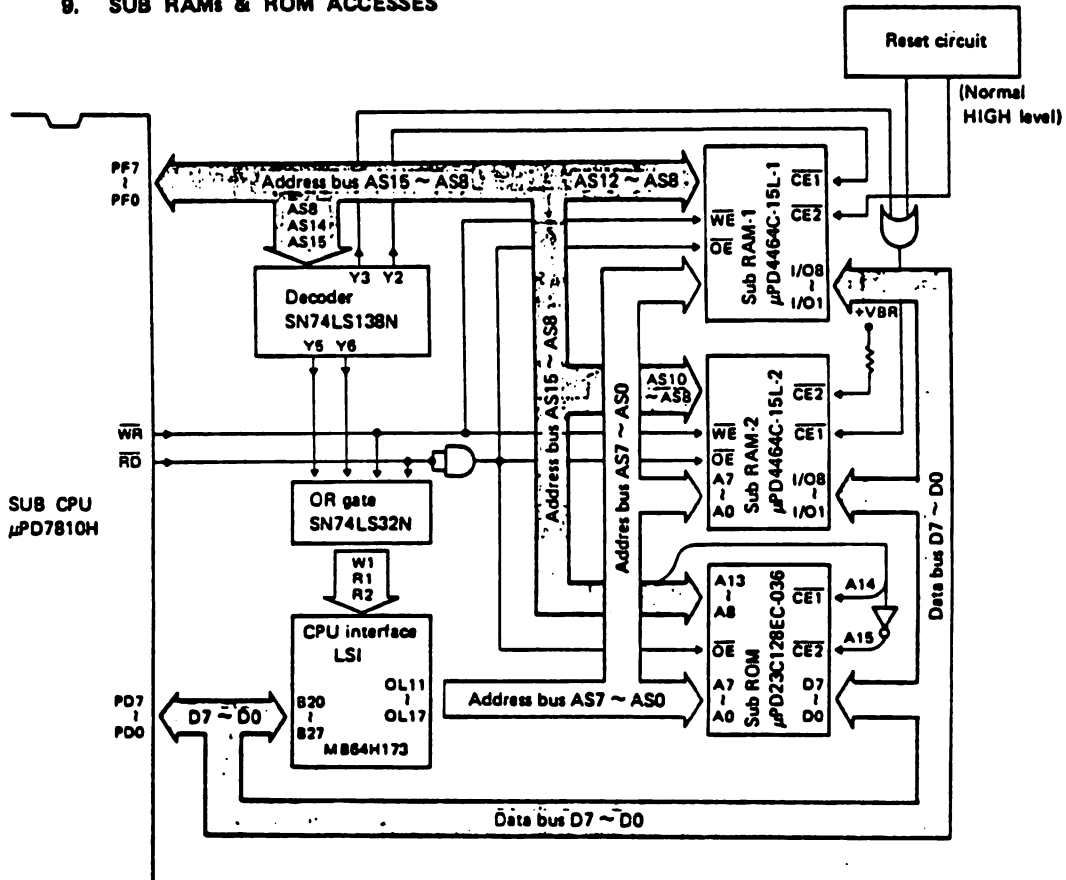 9. SUB RAMs & ROM ACCESSES
Reset circuit
(Normal
HIGH level)
PF7
~
PF0
Address bus AS15 ~ AS8
AS12 ~ AS8
AS8
AS14
AS15
Y3 Y2
Decoder
SN74LS138N
Y5 Y6
WE
OE
Sub RAM-1
μPD4464C-15L-1
CE1
CE2
I/O8
~
I/O1
+VBR
Address bus AS15 ~ AS8
Addres bus AS7 ~ AS0
AS10
~ AS8
WE
OE
A7
~
A0
Sub RAM-2
μPD4464C-15L-2
CE2
CE1
I/O8
~
I/O1
WR
RD
SUB CPU
μPD7810H
OR gate
SN74LS32N
W1
R1
R2
CPU interface
LSI
B20
~
B27
OL11
~
OL17
MB64H173
PD7
~
PD0
D7 ~ D0
Address bus AS7 ~ AS0
A13
~
A8
OE
A7
~
A0
Sub ROM
μPD23C128EC-036
CE1
CE2
D7
~
D0
A14
A15
Data bus D7 ~ D0
Data bus D7 ~ D0